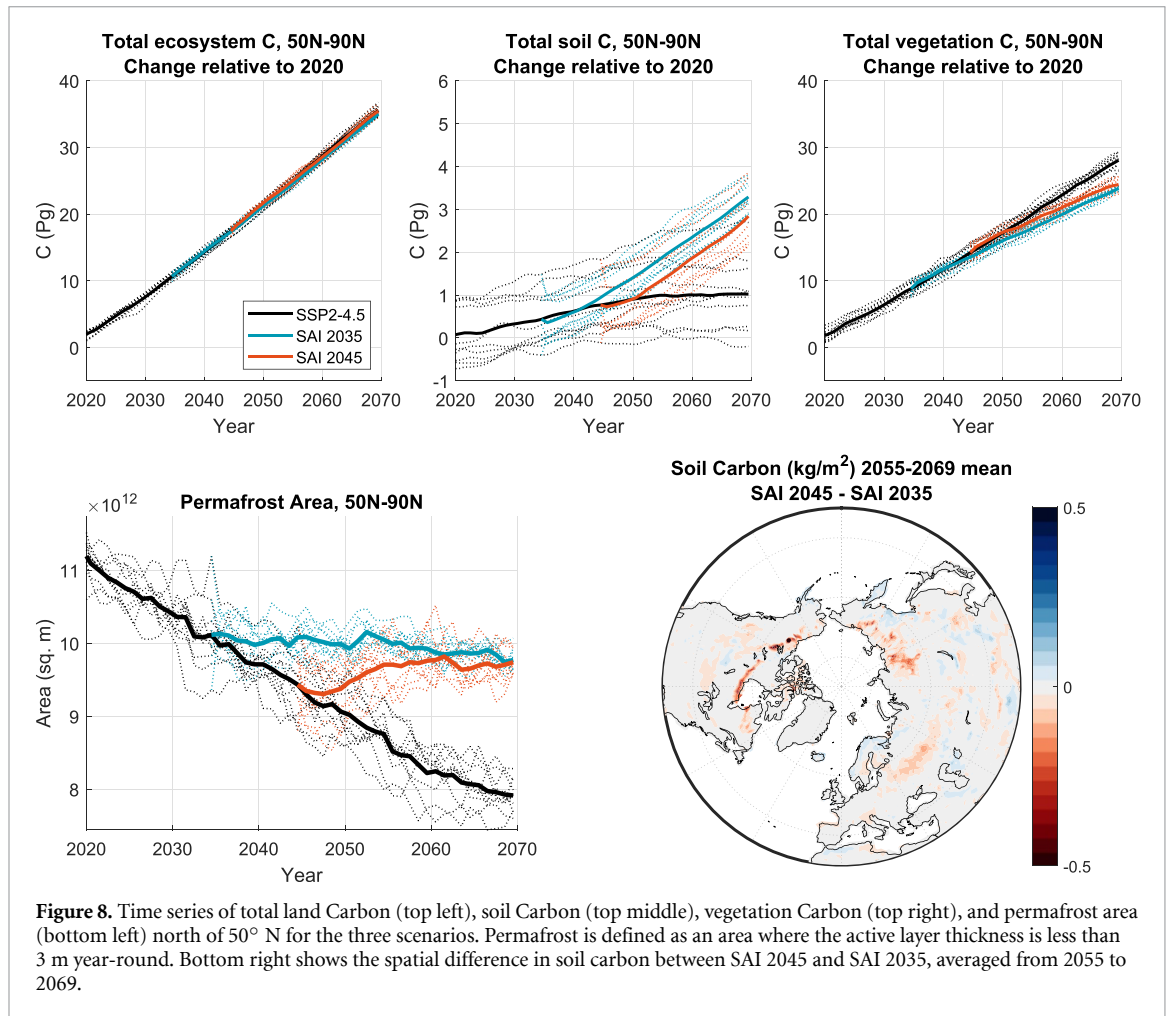 Total ecosystem C, 50N-90N
Change relative to 2020
40
30
20
10
0
C (Pg)
2020 2030 2040 2050 2060 2070
Year
SSP2-4.5
SAI 2035
SAI 2045
Total soil C, 50N-90N
Change relative to 2020
6
5
4
3
2
1
0
-1
C (Pg)
2020 2030 2040 2050 2060 2070
Year
Total vegetation C, 50N-90N
Change relative to 2020
40
30
20
10
0
C (Pg)
2020 2030 2040 2050 2060 2070
Year
×10¹²
Permafrost Area, 50N-90N
11
10
9
8
Area (sq. m)
2020 2030 2040 2050 2060 2070
Year
Soil Carbon (kg/m²) 2055-2069 mean
SAI 2045 - SAI 2035
0.5
0
-0.5
Figure 8. Time series of total land Carbon (top left), soil Carbon (top middle), vegetation Carbon (top right), and permafrost area
(bottom left) north of 50° N for the three scenarios. Permafrost is defined as an area where the active layer thickness is less than
3 m year-round. Bottom right shows the spatial difference in soil carbon between SAI 2045 and SAI 2035, averaged from 2055 to
2069.